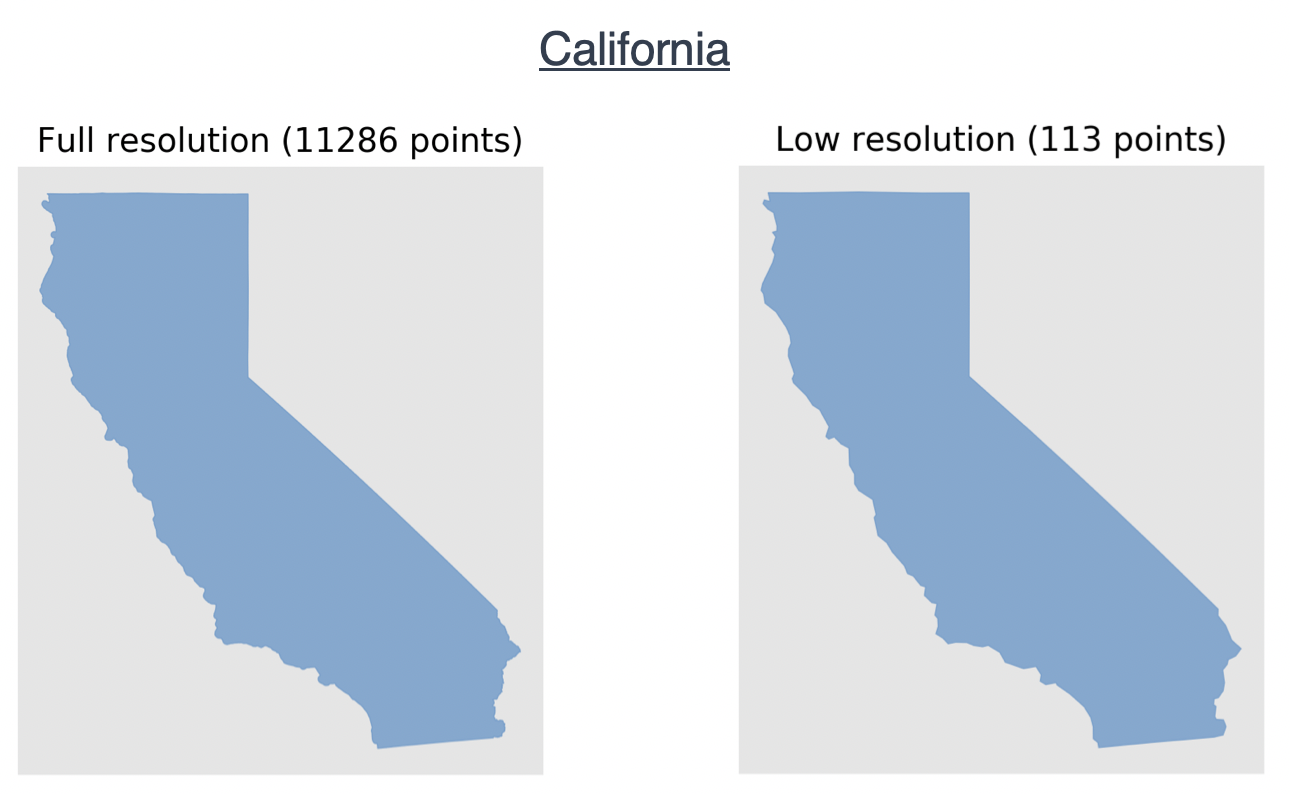 California
Full resolution (11286 points)
Low resolution (113 points)